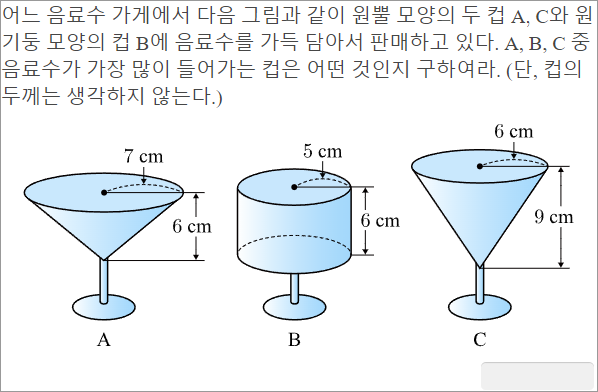 어느 음료수 가게에서 다음 그림과 같이 원뿔 모양의 두 컵 A, C와 원
기둥 모양의 컵 B에 음료수를 가득 담아서 판매하고 있다. A, B, C 중
음료수가 가장 많이 들어가는 컵은 어떤 것인지 구하여라. (단, 컵의
두께는 생각하지 않는다.)
7 cm
6 cm
A
5 cm
6 cm
B
6 cm
9 cm
C